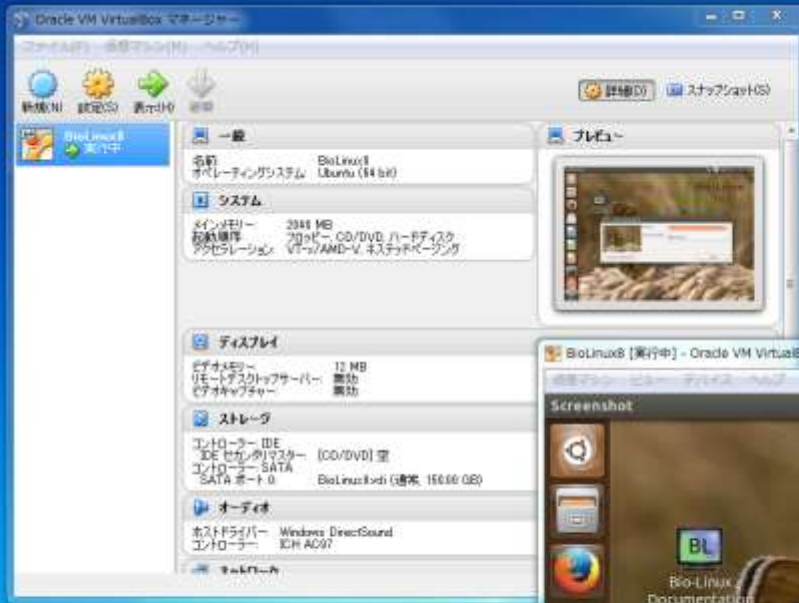 Oracle VM VirtualBox マネージャー
ファイル(F) 仮想マシン(M) ヘルプ(H)
新規(N) 設定(S) 表示(H)
詳細(D) スナップショット(S)
BioLinux8
実行中
一般
名前 BioLinux8
オペレーティングシステム Ubuntu (64 bit)
プレビュー
システム
メインメモリー 2048 MB
起動順序 フロッピー, CD/DVD, ハードディスク
アクセラレーション VT-x/AMD-V, ネステッドページング
ディスプレイ
ビデオメモリー 12 MB
リモートデスクトップサーバー: 無効
ビデオキャプチャー: 無効
ストレージ
コントローラー: IDE
IDE セカンダリマスター [CD/DVD] 空
コントローラー: SATA
SATA ポート 0: BioLinux8.vdi (通常, 150.00 GB)
オーディオ
ホストドライバー Windows DirectSound
コントローラー: ICH AC97
ネットワーク
BioLinux8 [実行中] - Oracle VM VirtualB
仮想マシン ビュー デバイス ヘルプ
Screenshot
BL
Bio-Linux
Documentation